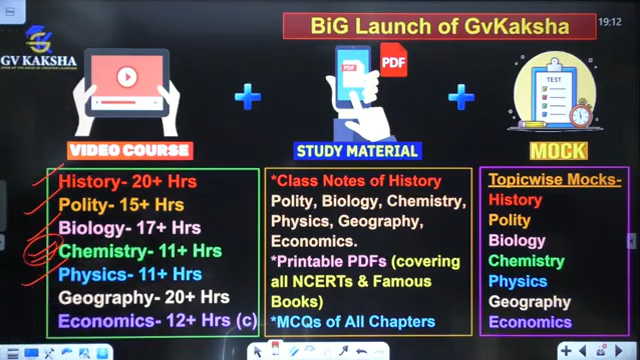 BiG Launch of GvKaksha
19:12
GV KAKSHA
PDF
PDF
TEST
VIDEO COURSE
STUDY MATERIAL
MOCK
History- 20+ Hrs
Polity- 15+ Hrs
Biology- 17+ Hrs
Chemistry- 11+ Hrs
Physics- 11+ Hrs
Geography- 20+ Hrs
Economics- 12+ Hrs (c)
*Class Notes of History
Polity, Biology, Chemistry,
Physics, Geography,
Economics.
*Printable PDFs (covering
all NCERTs & Famous
Books)
*MCQs of All Chapters
Topicwise Mocks-
History
Polity
Biology
Chemistry
Physics
Geography
Economics